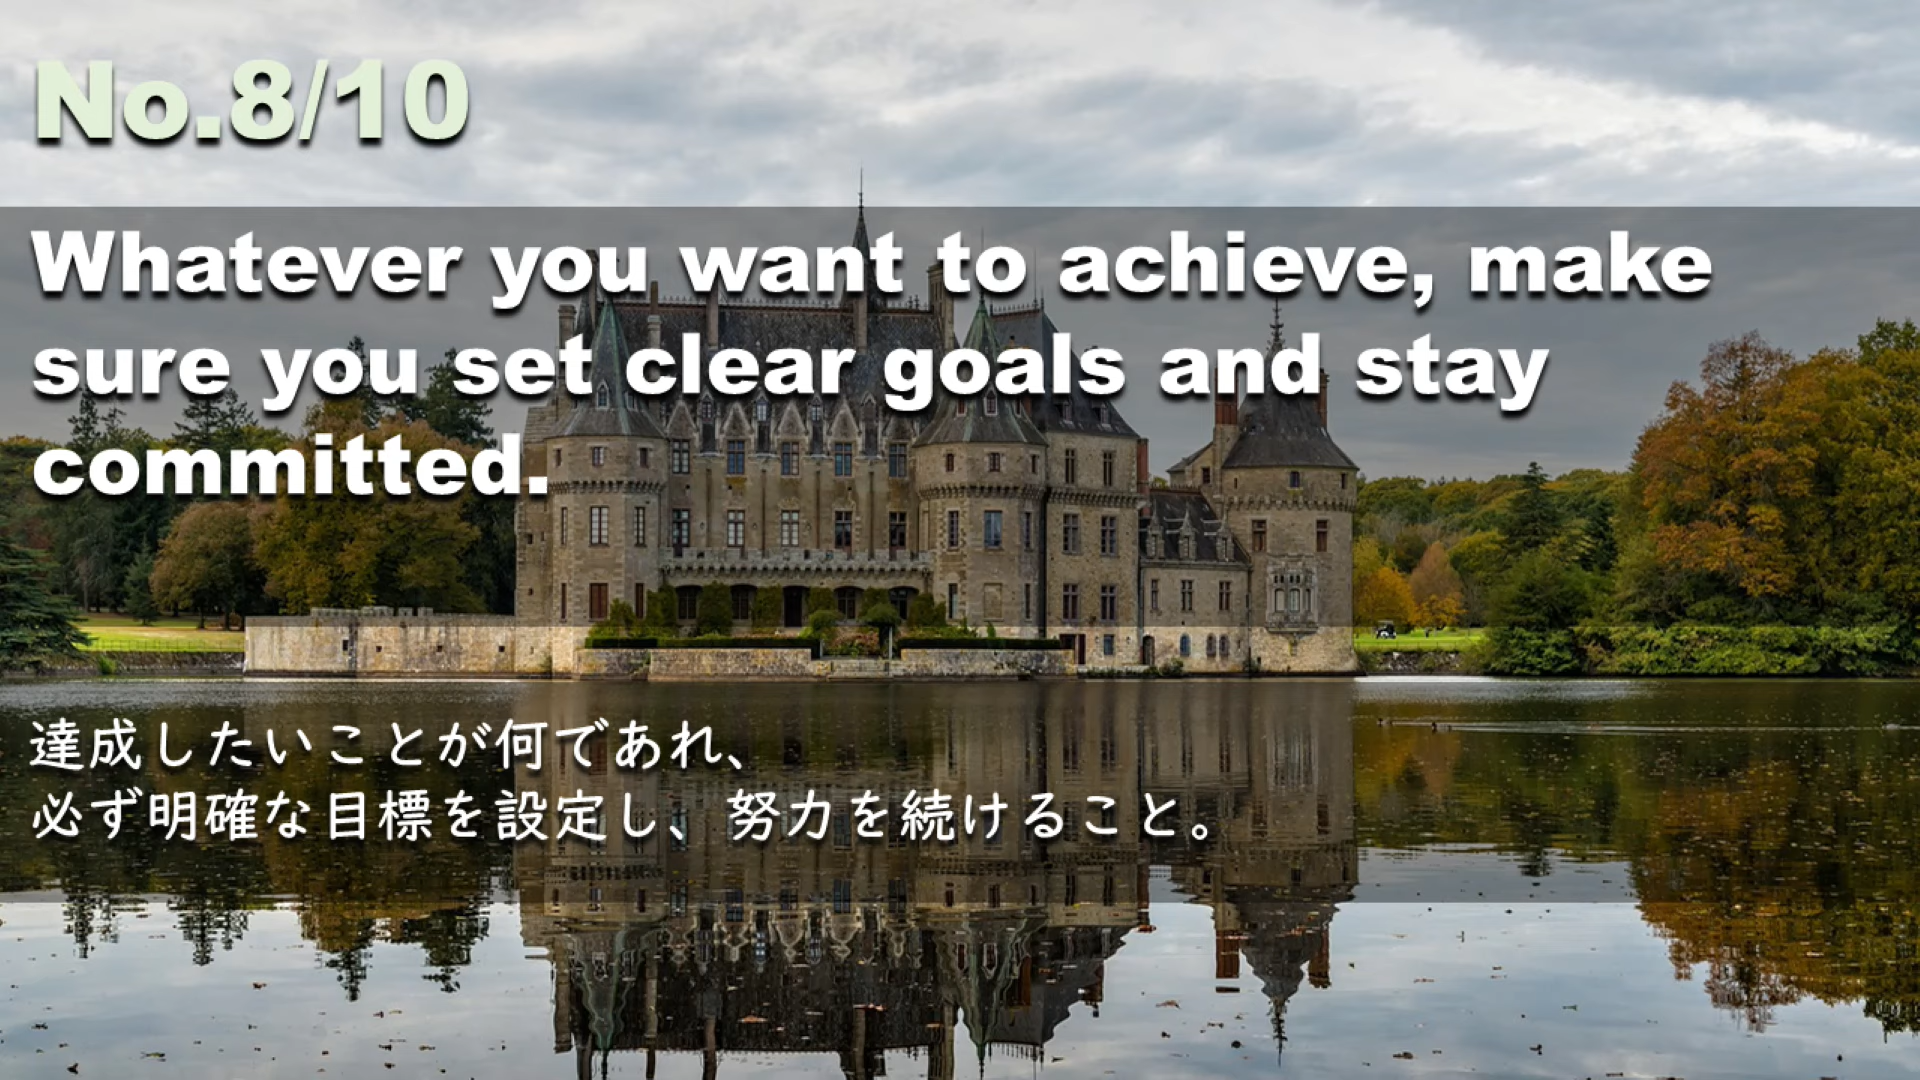 No.8/10
Whatever you want to achieve, make
sure you set clear goals and stay
committed.
達成したいことが何であれ、
必ず明確な目標を設定し、努力を続けること。